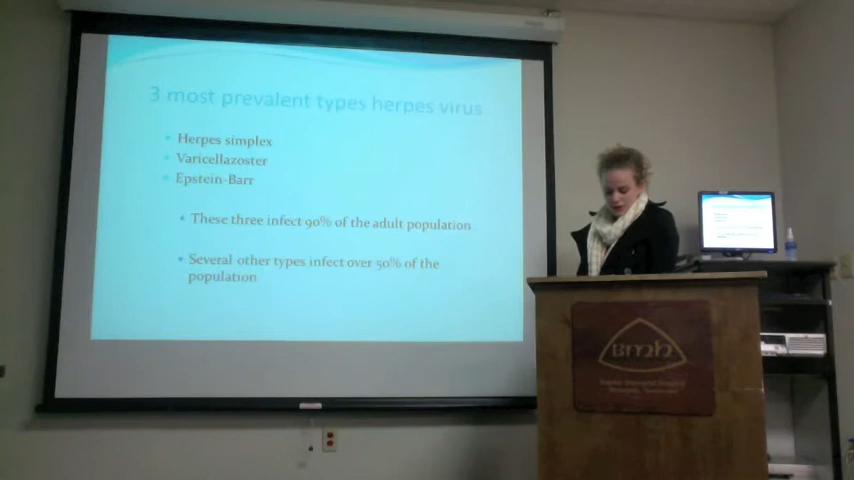 3 most prevalent types herpes virus
Herpes simplex
Varicellazoster
Epstein-Barr
These three infect 90% of the adult population
Several other types infect over 50% of the
population
BMH